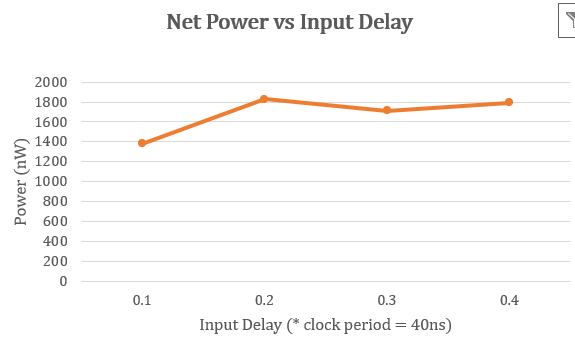 Net Power vs Input Delay
2000
1800
1600
1400
1200
1000
800
600
400
200
0
Power (nW)
0.1 0.2 0.3 0.4
Input Delay (* clock period = 40ns)